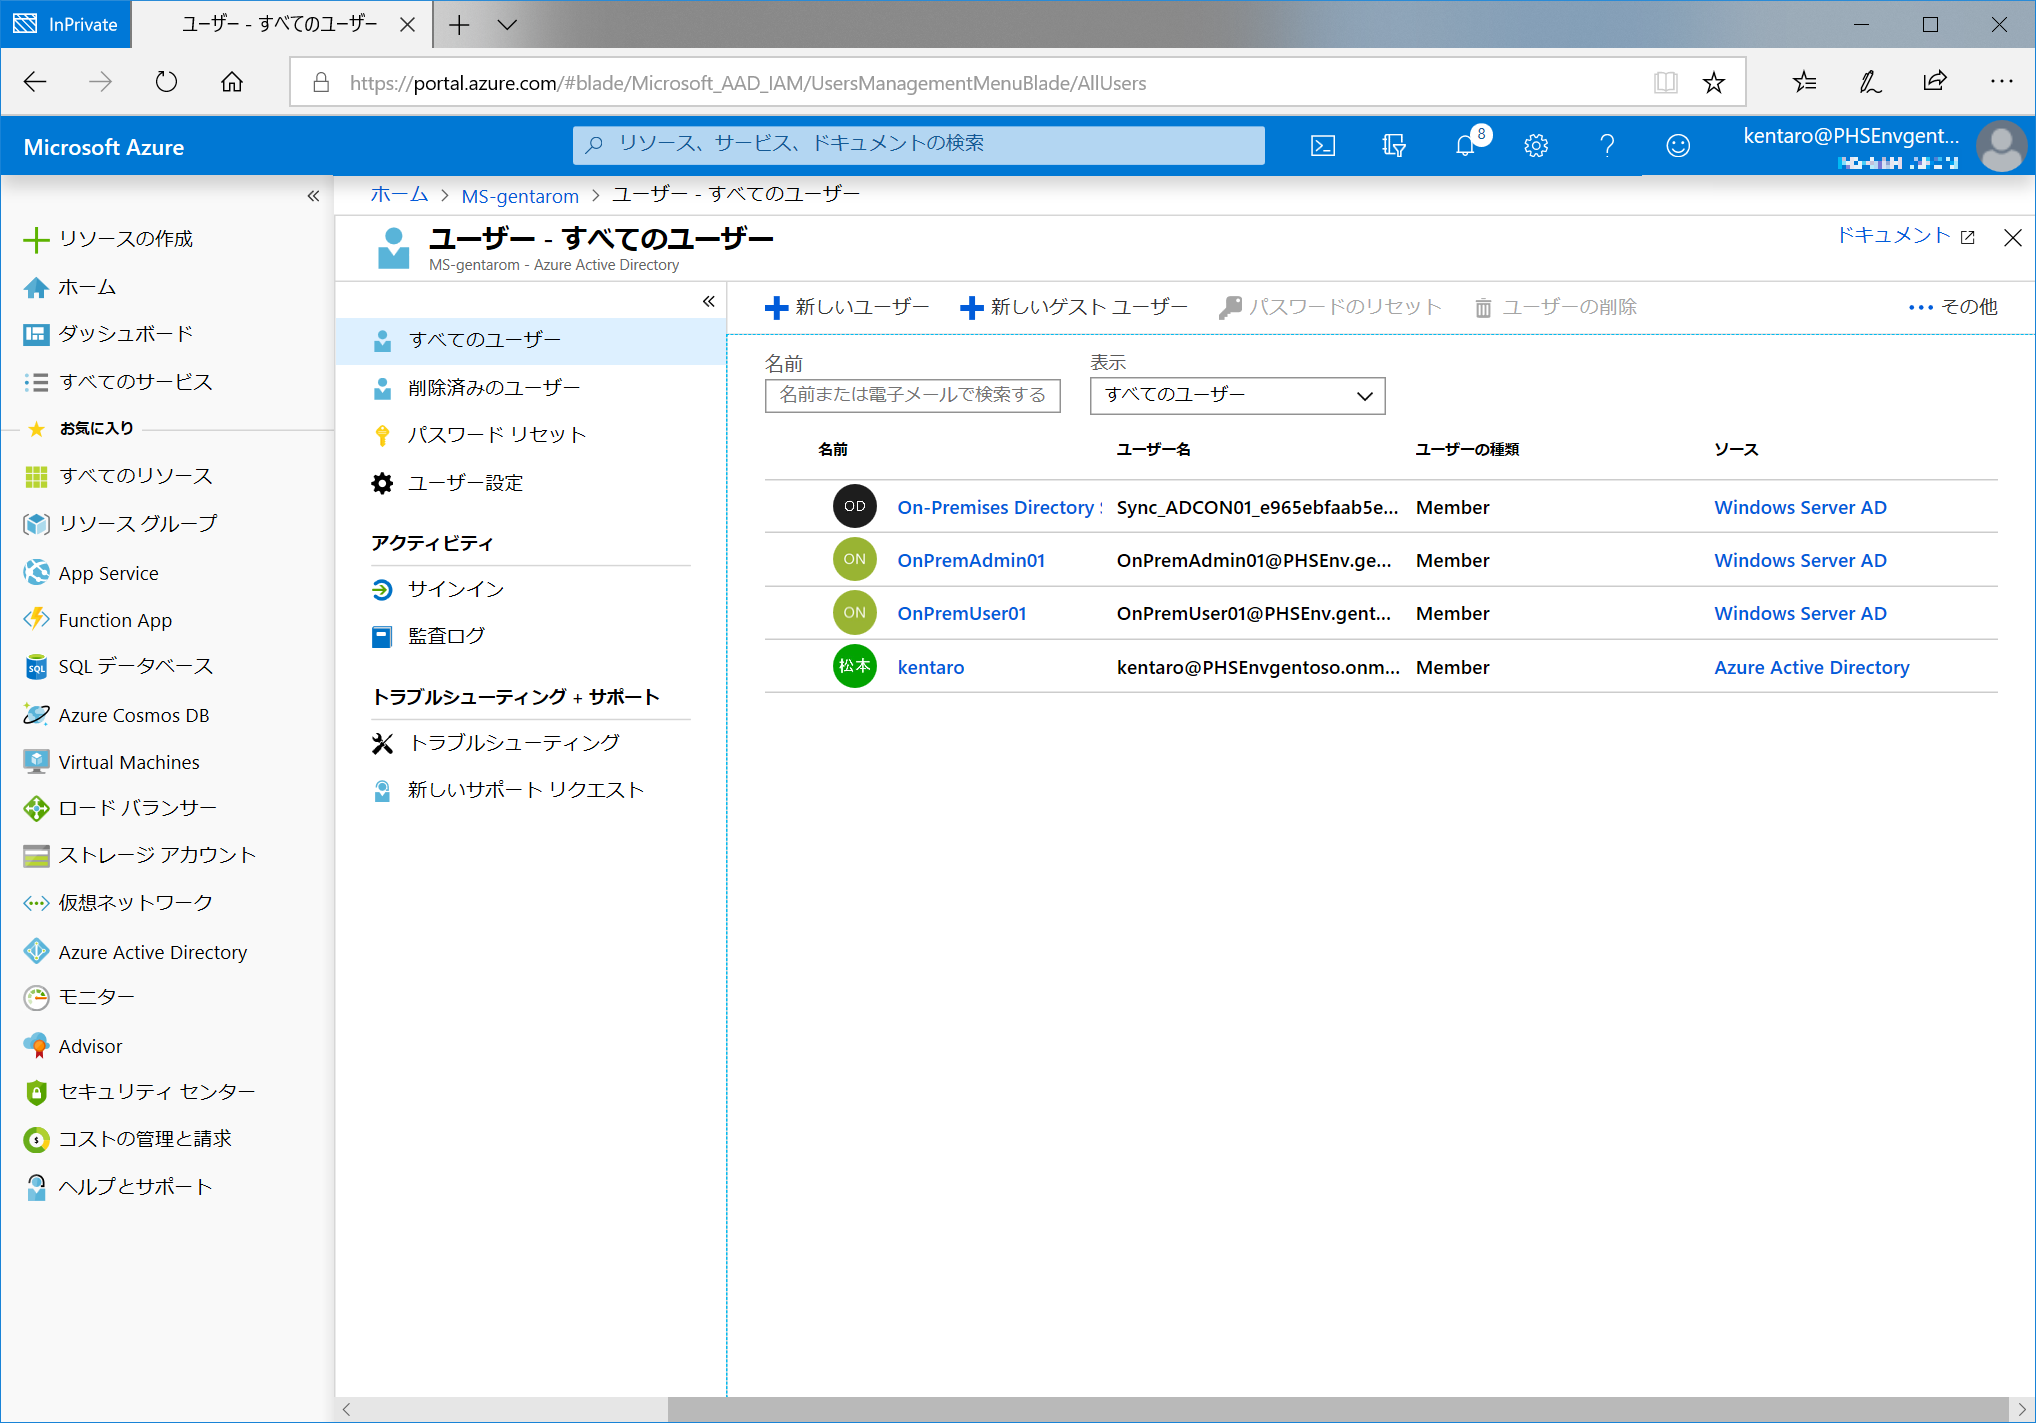 InPrivate
ユーザー - すべてのユーザー
https://portal.azure.com/#blade/Microsoft_AAD_IAM/UsersManagementMenuBlade/AllUsers
Microsoft Azure
リソース、サービス、ドキュメントの検索
8
kentaro@PHSEnvgent...
ホーム > MS-gentarom > ユーザー - すべてのユーザー
ユーザー - すべてのユーザー
MS-gentarom - Azure Active Directory
ドキュメント
リソースの作成
ホーム
ダッシュボード
すべてのサービス
お気に入り
すべてのリソース
リソース グループ
App Service
Function App
SQL データベース
Azure Cosmos DB
Virtual Machines
ロード バランサー
ストレージ アカウント
仮想ネットワーク
Azure Active Directory
モニター
Advisor
セキュリティ センター
コストの管理と請求
ヘルプとサポート
すべてのユーザー
削除済みのユーザー
パスワード リセット
ユーザー設定
アクティビティ
サインイン
監査ログ
トラブルシューティング + サポート
トラブルシューティング
新しいサポート リクエスト
新しいユーザー 新しいゲスト ユーザー パスワードのリセット ユーザーの削除 その他
名前 表示
名前または電子メールで検索する すべてのユーザー
名前 ユーザー名 ユーザーの種類 ソース
OD On-Premises Directory Sync_ADCON01_e965ebfaab5e... Member Windows Server AD
ON OnPremAdmin01 OnPremAdmin01@PHSEnv.ge... Member Windows Server AD
ON OnPremUser01 OnPremUser01@PHSEnv.gent... Member Windows Server AD
松本 kentaro kentaro@PHSEnvgentoso.onm... Member Azure Active Directory